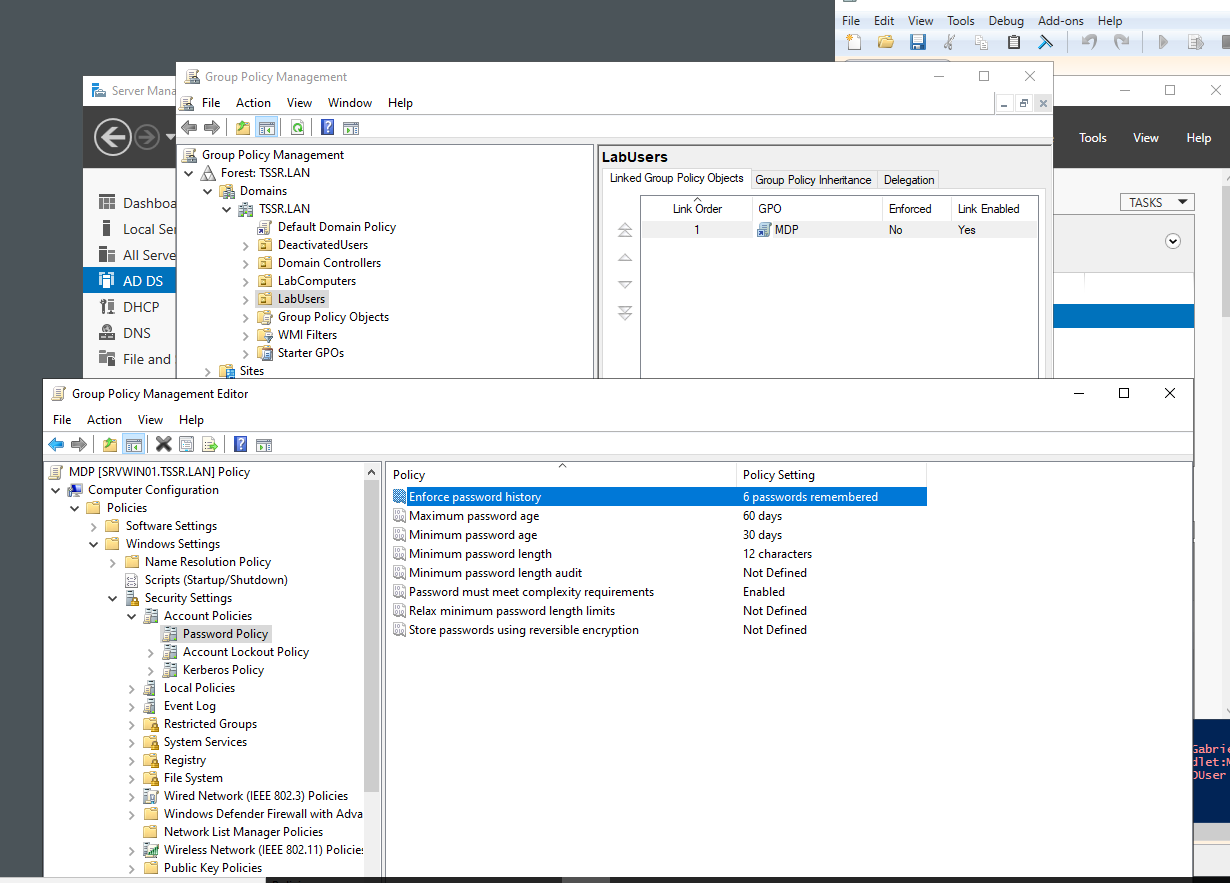 File Edit View Tools Debug Add-ons Help
Server Mana
Tools View Help
Dashboa
Local Ser
All Serve
AD DS
DHCP
DNS
File and
TASKS
Group Policy Management
File Action View Window Help
Group Policy Management
Forest: TSSR.LAN
Domains
TSSR.LAN
Default Domain Policy
DeactivatedUsers
Domain Controllers
LabComputers
LabUsers
Group Policy Objects
WMI Filters
Starter GPOs
Sites
LabUsers
Linked Group Policy Objects Group Policy Inheritance Delegation
Link Order GPO Enforced Link Enabled
1 MDP No Yes
Group Policy Management Editor
File Action View Help
MDP [SRVWIN01.TSSR.LAN] Policy
Computer Configuration
Policies
Software Settings
Windows Settings
Name Resolution Policy
Scripts (Startup/Shutdown)
Security Settings
Account Policies
Password Policy
Account Lockout Policy
Kerberos Policy
Local Policies
Event Log
Restricted Groups
System Services
Registry
File System
Wired Network (IEEE 802.3) Policies
Windows Defender Firewall with Adva
Network List Manager Policies
Wireless Network (IEEE 802.11) Policies
Public Key Policies
Policy Policy Setting
Enforce password history 6 passwords remembered
Maximum password age 60 days
Minimum password age 30 days
Minimum password length 12 characters
Minimum password length audit Not Defined
Password must meet complexity requirements Enabled
Relax minimum password length limits Not Defined
Store passwords using reversible encryption Not Defined
Gabrie
dlet:N
DUser